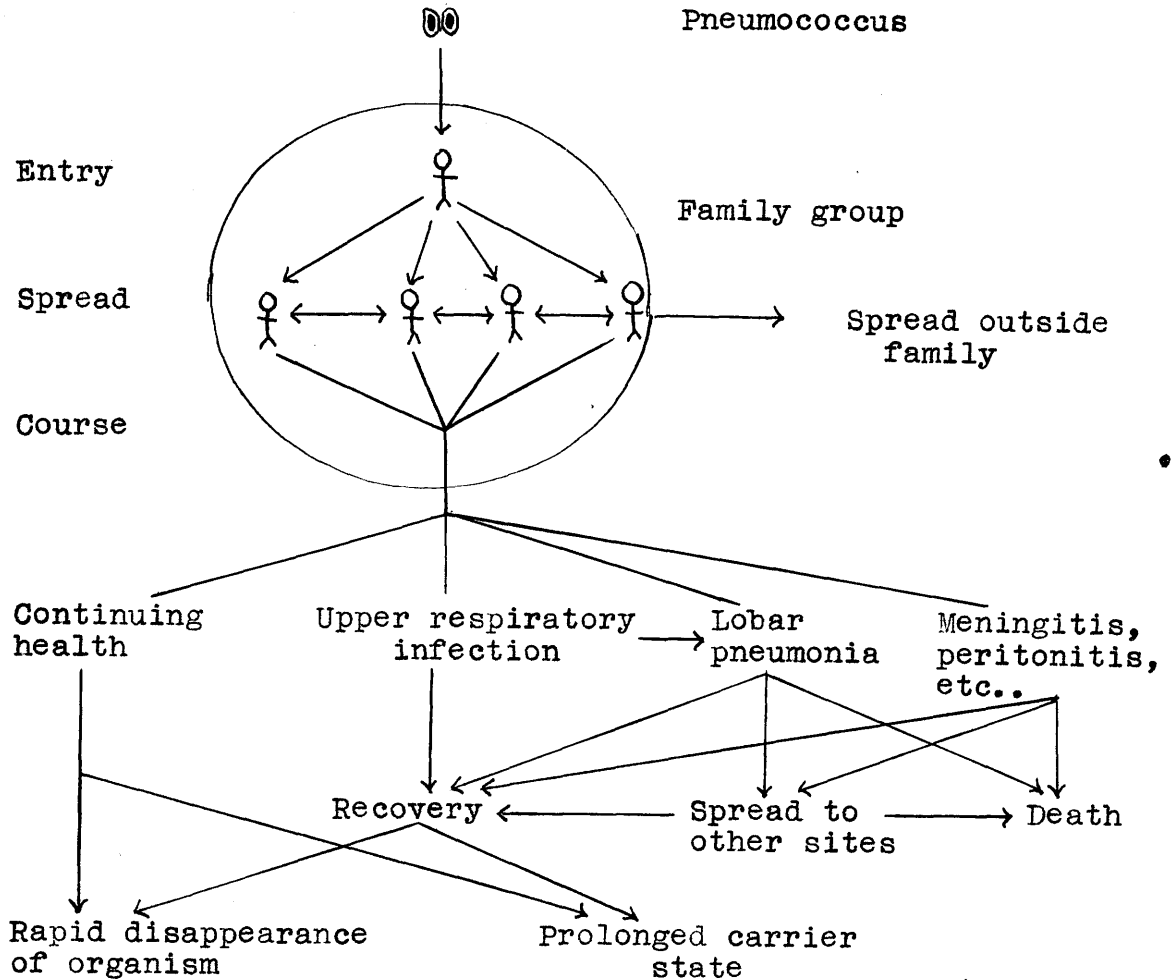 Pneumococcus
Entry
Family group
Spread
Spread outside
family
Course
Continuing
health
Upper respiratory
infection
Lobar
pneumonia
Meningitis,
peritonitis,
etc..
Recovery
Spread to
other sites
Death
Rapid disappearance
of organism
Prolonged carrier
state